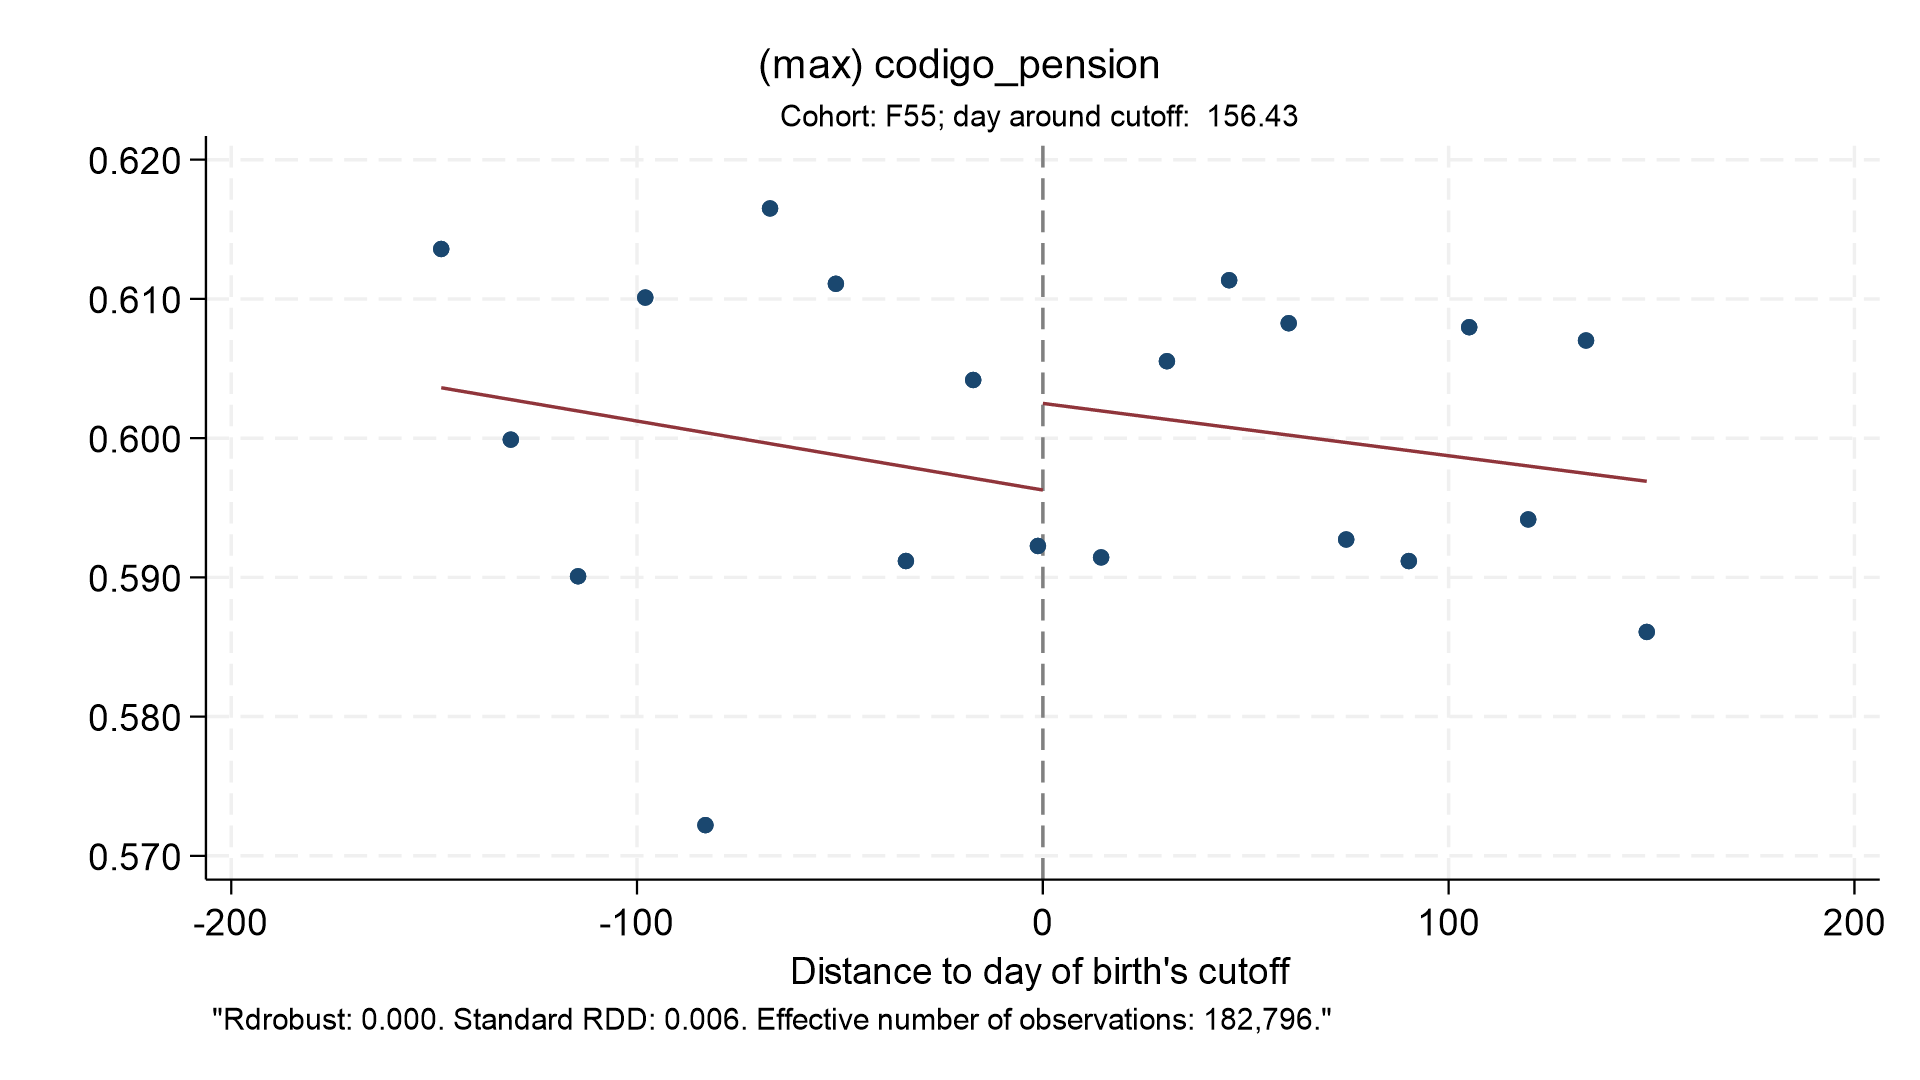 (max) codigo_pension
Cohort: F55; day around cutoff:  156.43
0.620
0.610
0.600
0.590
0.580
0.570
-200
-100
0
100
200
Distance to day of birth's cutoff
"Rdrobust: 0.000. Standard RDD: 0.006. Effective number of observations: 182,796."